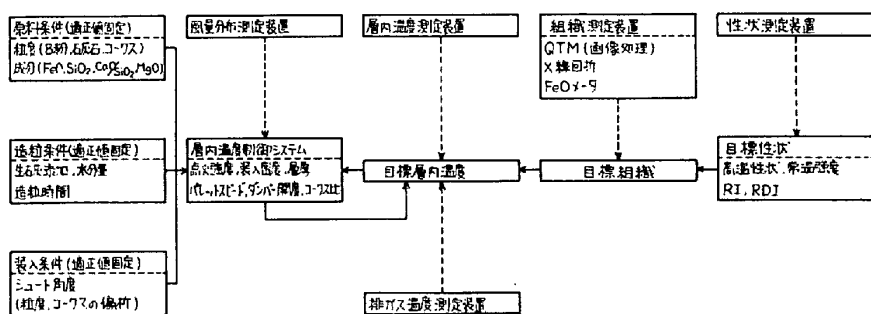 原料条件(適正値固定)
粒度(B粉,石灰石,コークス)
成分(FeO,SiO₂,CaO/SiO₂,MgO)
風量分布測定装置
層内温度測定装置
組織測定装置
QTM(画像処理)
X線回折
FeOメータ
性状測定装置
造粒条件(適正値固定)
生石灰添加,水分量
造粒時間
層内温度制御システム
点火強度,装入密度,層厚
パレットスピード,ダンパー開度,コークス比
目標層内温度
目標組織
目標性状
高温性状,常温強度
RI,RDI
装入条件(適正値固定)
シュート角度
(粒度,コークスの偏析)
排ガス温度測定装置